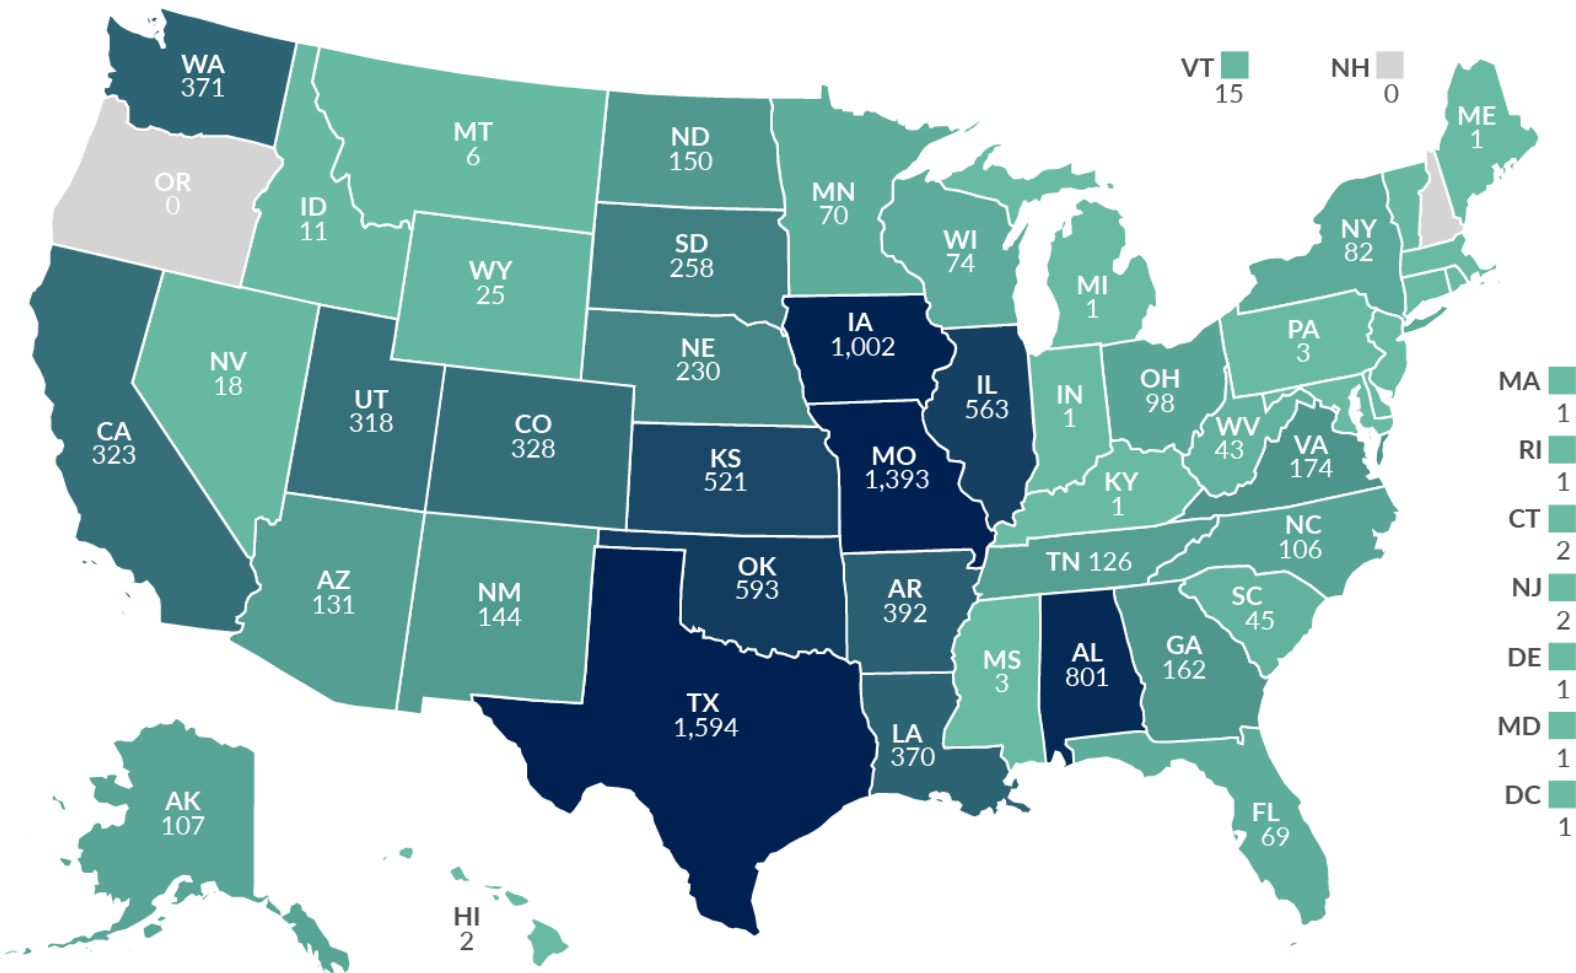 WA
371
VT
15
NH
0
ME
1
MT
6
ND
150
OR
0
ID
11
MN
70
WI
74
NY
82
SD
258
WY
25
MI
1
IA
1,002
PA
3
NV
18
NE
230
UT
318
CO
328
IL
563
IN
1
OH
98
MA
1
CA
323
KS
521
MO
1,393
WV
43
VA
174
RI
1
KY
1
CT
2
NC
106
TN 126
AZ
131
NM
144
OK
593
AR
392
SC
45
NJ
2
MS
3
AL
801
GA
162
DE
1
TX
1,594
LA
370
MD
1
AK
107
FL
69
DC
1
HI
2